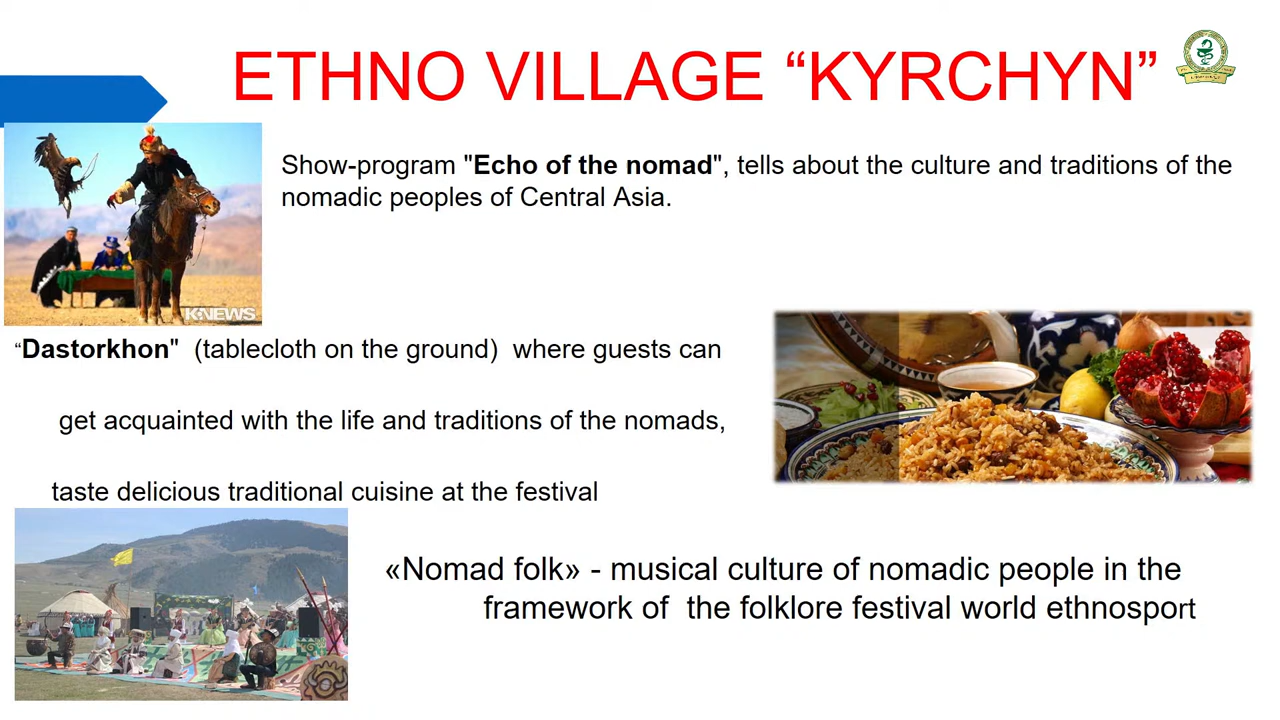 ETHNO VILLAGE “KYRCHYN”
Show-program "Echo of the nomad", tells about the culture and traditions of the
nomadic peoples of Central Asia.
K-NEWS
“Dastorkhon" (tablecloth on the ground) where guests can
get acquainted with the life and traditions of the nomads,
taste delicious traditional cuisine at the festival
«Nomad folk» - musical culture of nomadic people in the
framework of the folklore festival world ethnosport